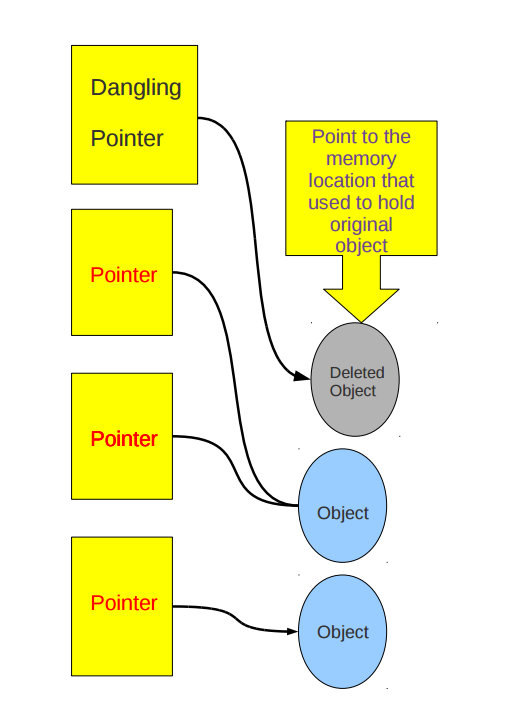 Dangling
Pointer
Point to the
memory
location that
used to hold
original
object
Pointer
Deleted
Object
Pointer
Object
Pointer
Object